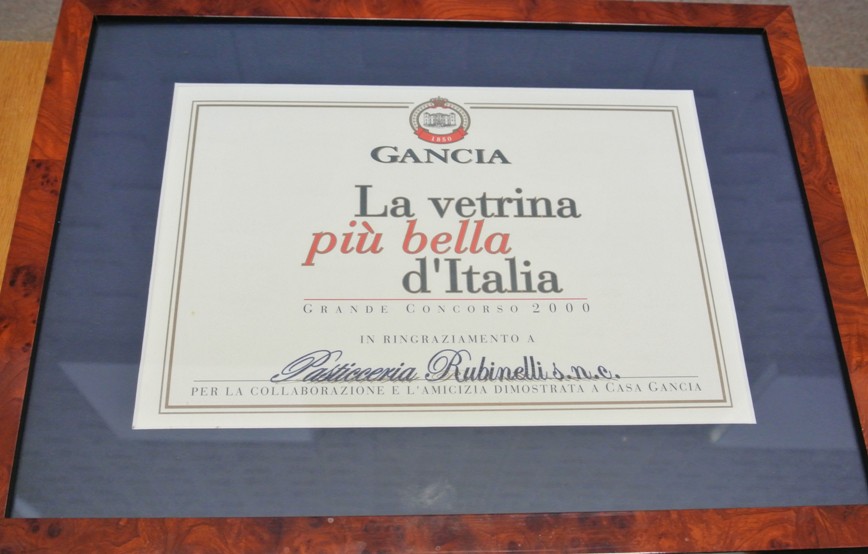 1850
GANCIA
La vetrina
più bella
d'Italia
GRANDE CONCORSO 2000
IN RINGRAZIAMENTO A
Pasticceria Rubinelli s.n.c.
PER LA COLLABORAZIONE E L'AMICIZIA DIMOSTRATA A CASA GANCIA